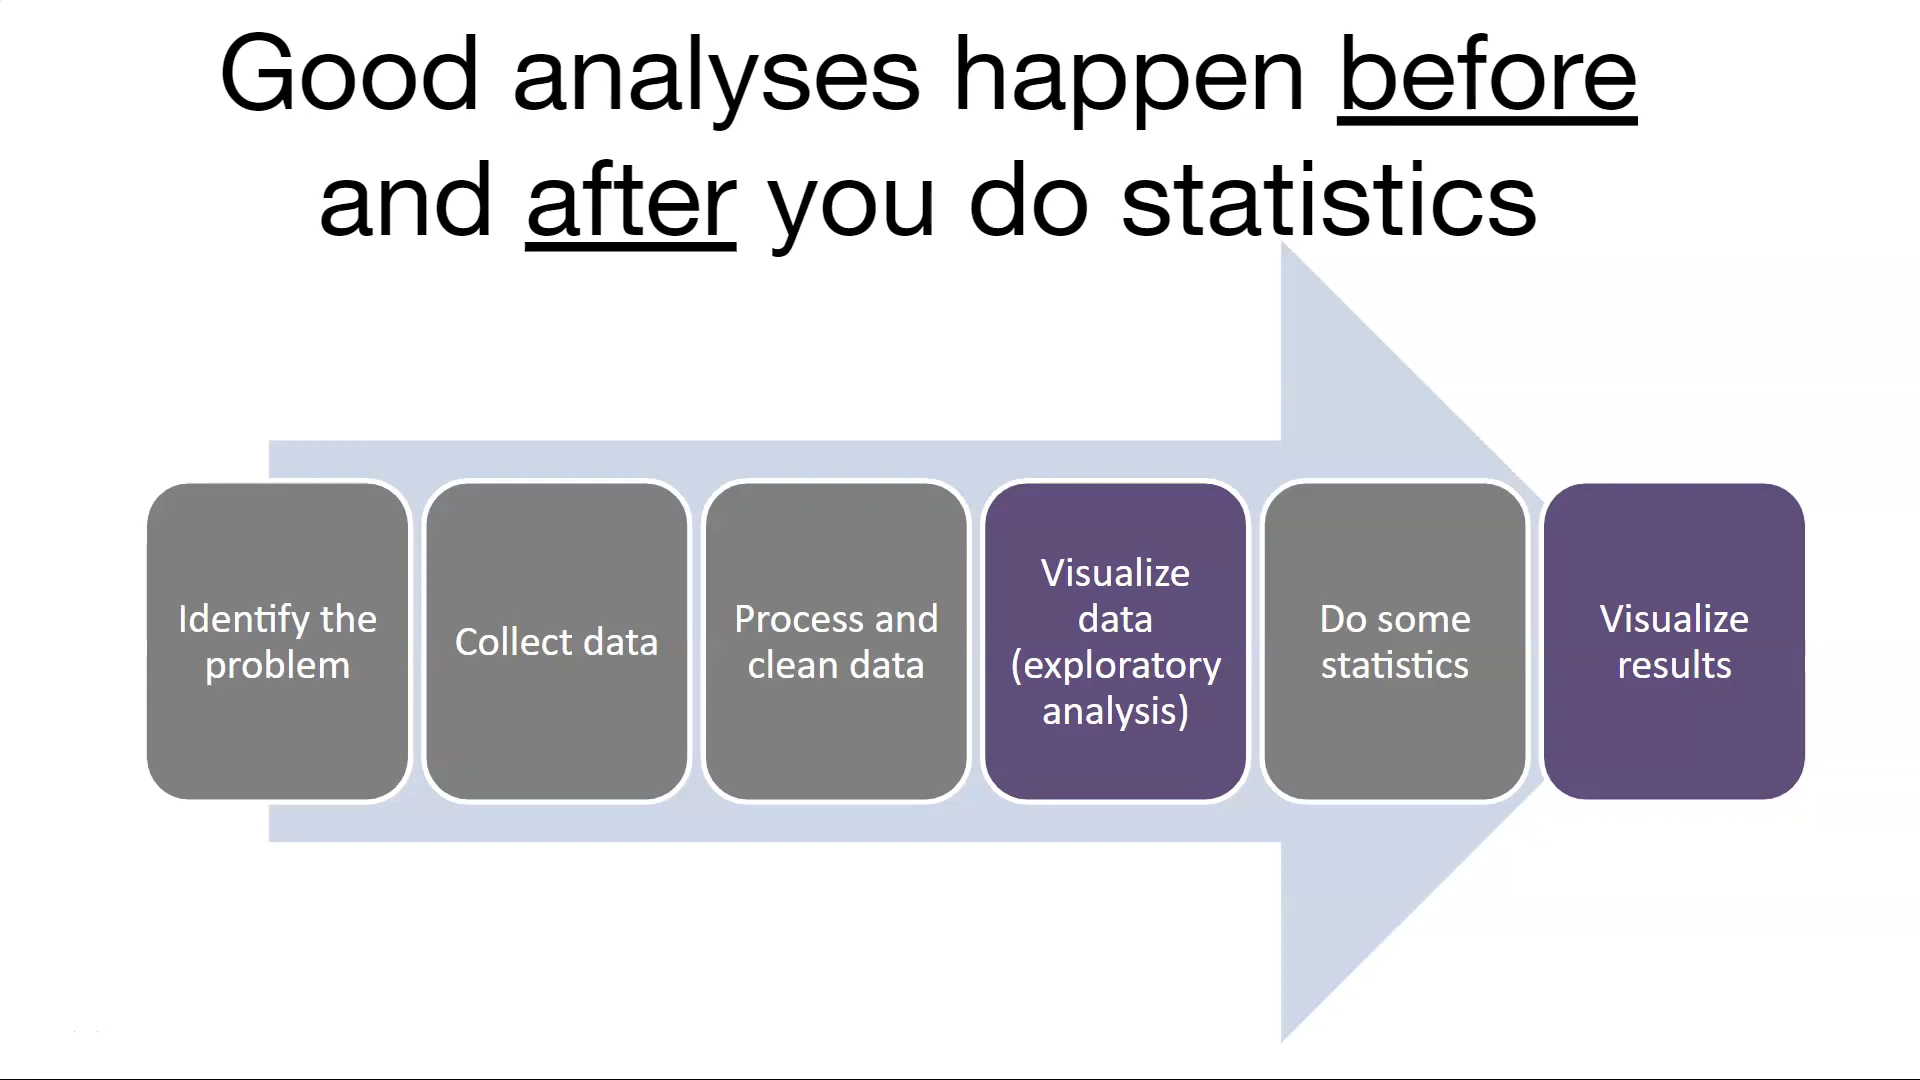 Good analyses happen before
and after you do statistics
Identify the
problem
Collect data
Process and
clean data
Visualize
data
(exploratory
analysis)
Do some
statistics
Visualize
results